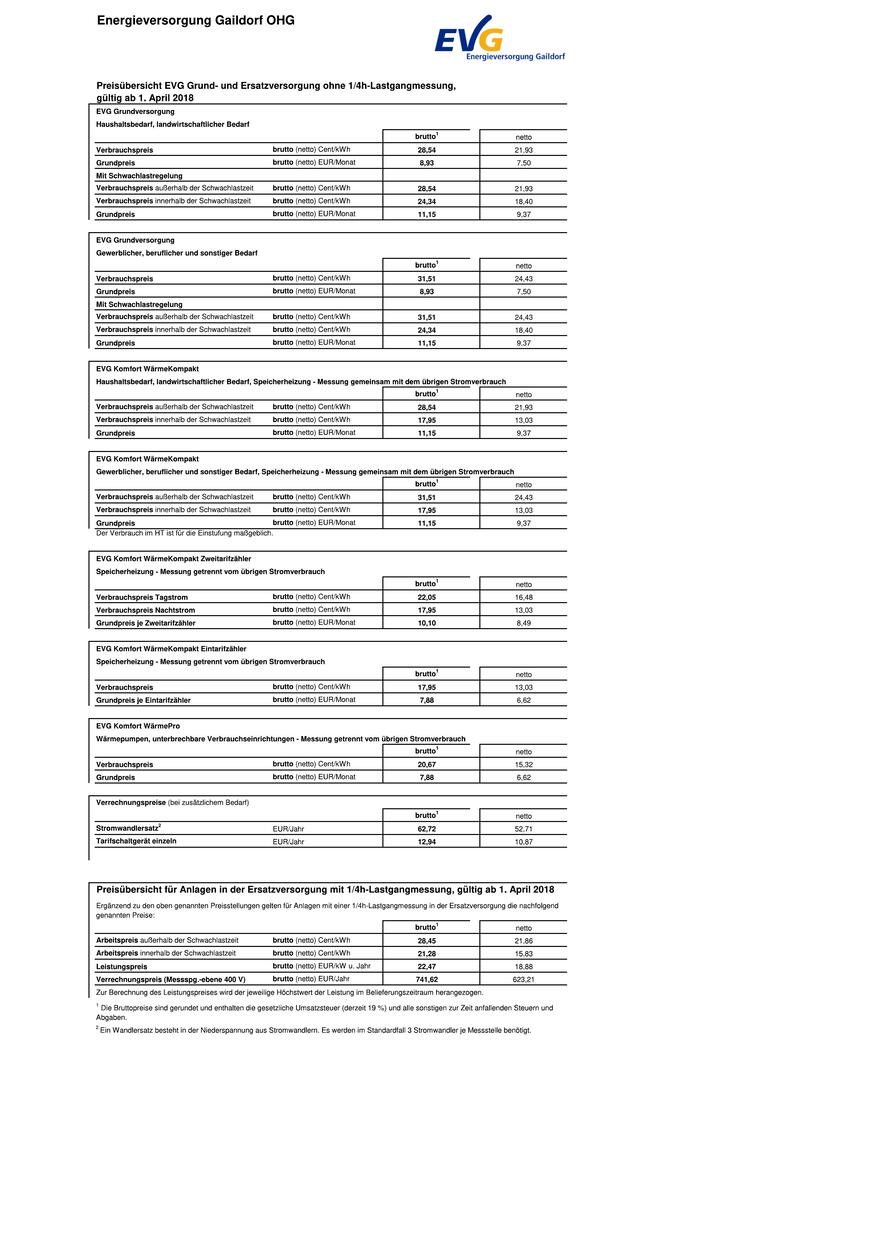 Energieversorgung Gaildorf OHG
EVG
Energieversorgung Gaildorf
Preisübersicht EVG Grund- und Ersatzversorgung ohne 1/4h-Lastgangmessung,
gültig ab 1. April 2018
EVG Grundversorgung
Haushaltsbedarf, landwirtschaftlicher Bedarf
brutto¹ netto
Verbrauchspreis brutto (netto) Cent/kWh 28,54 21,93
Grundpreis brutto (netto) EUR/Monat 8,93 7,50
Mit Schwachlastregelung
Verbrauchspreis außerhalb der Schwachlastzeit brutto (netto) Cent/kWh 28,54 21,93
Verbrauchspreis innerhalb der Schwachlastzeit brutto (netto) Cent/kWh 24,34 18,40
Grundpreis brutto (netto) EUR/Monat 11,15 9,37
EVG Grundversorgung
Gewerblicher, beruflicher und sonstiger Bedarf
brutto¹ netto
Verbrauchspreis brutto (netto) Cent/kWh 31,51 24,43
Grundpreis brutto (netto) EUR/Monat 8,93 7,50
Mit Schwachlastregelung
Verbrauchspreis außerhalb der Schwachlastzeit brutto (netto) Cent/kWh 31,51 24,43
Verbrauchspreis innerhalb der Schwachlastzeit brutto (netto) Cent/kWh 24,34 18,40
Grundpreis brutto (netto) EUR/Monat 11,15 9,37
EVG Komfort WärmeKompakt
Haushaltsbedarf, landwirtschaftlicher Bedarf, Speicherheizung - Messung gemeinsam mit dem übrigen Stromverbrauch
brutto¹ netto
Verbrauchspreis außerhalb der Schwachlastzeit brutto (netto) Cent/kWh 28,54 21,93
Verbrauchspreis innerhalb der Schwachlastzeit brutto (netto) Cent/kWh 17,95 13,03
Grundpreis brutto (netto) EUR/Monat 11,15 9,37
EVG Komfort WärmeKompakt
Gewerblicher, beruflicher und sonstiger Bedarf, Speicherheizung - Messung gemeinsam mit dem übrigen Stromverbrauch
brutto¹ netto
Verbrauchspreis außerhalb der Schwachlastzeit brutto (netto) Cent/kWh 31,51 24,43
Verbrauchspreis innerhalb der Schwachlastzeit brutto (netto) Cent/kWh 17,95 13,03
Grundpreis brutto (netto) EUR/Monat 11,15 9,37
Der Verbrauch im HT ist für die Einstufung maßgeblich.
EVG Komfort WärmeKompakt Zweitarifzähler
Speicherheizung - Messung getrennt vom übrigen Stromverbrauch
brutto¹ netto
Verbrauchspreis Tagstrom brutto (netto) Cent/kWh 22,05 16,48
Verbrauchspreis Nachtstrom brutto (netto) Cent/kWh 17,95 13,03
Grundpreis je Zweitarifzähler brutto (netto) EUR/Monat 10,10 8,49
EVG Komfort WärmeKompakt Eintarifzähler
Speicherheizung - Messung getrennt vom übrigen Stromverbrauch
brutto¹ netto
Verbrauchspreis brutto (netto) Cent/kWh 17,95 13,03
Grundpreis je Eintarifzähler brutto (netto) EUR/Monat 7,88 6,62
EVG Komfort WärmePro
Wärmepumpen, unterbrechbare Verbrauchseinrichtungen - Messung getrennt vom übrigen Stromverbrauch
brutto¹ netto
Verbrauchspreis brutto (netto) Cent/kWh 20,67 15,32
Grundpreis brutto (netto) EUR/Monat 7,88 6,62
Verrechnungspreise (bei zusätzlichem Bedarf)
brutto¹ netto
Stromwandlersatz² EUR/Jahr 62,72 52,71
Tarifschaltgerät einzeln EUR/Jahr 12,94 10,87
Preisübersicht für Anlagen in der Ersatzversorgung mit 1/4h-Lastgangmessung, gültig ab 1. April 2018
Ergänzend zu den oben genannten Preisstellungen gelten für Anlagen mit einer 1/4h-Lastgangmessung in der Ersatzversorgung die nachfolgend
genannten Preise:
brutto¹ netto
Arbeitspreis außerhalb der Schwachlastzeit brutto (netto) Cent/kWh 28,45 21,86
Arbeitspreis innerhalb der Schwachlastzeit brutto (netto) Cent/kWh 21,28 15,83
Leistungspreis brutto (netto) EUR/kW u. Jahr 22,47 18,88
Verrechnungspreis (Messspg.-ebene 400 V) brutto (netto) EUR/Jahr 741,62 623,21
Zur Berechnung des Leistungspreises wird der jeweilige Höchstwert der Leistung im Belieferungszeitraum herangezogen.
¹ Die Bruttopreise sind gerundet und enthalten die gesetzliche Umsatzsteuer (derzeit 19 %) und alle sonstigen zur Zeit anfallenden Steuern und
Abgaben.
² Ein Wandlersatz besteht in der Niederspannung aus Stromwandlern. Es werden im Standardfall 3 Stromwandler je Messstelle benötigt.